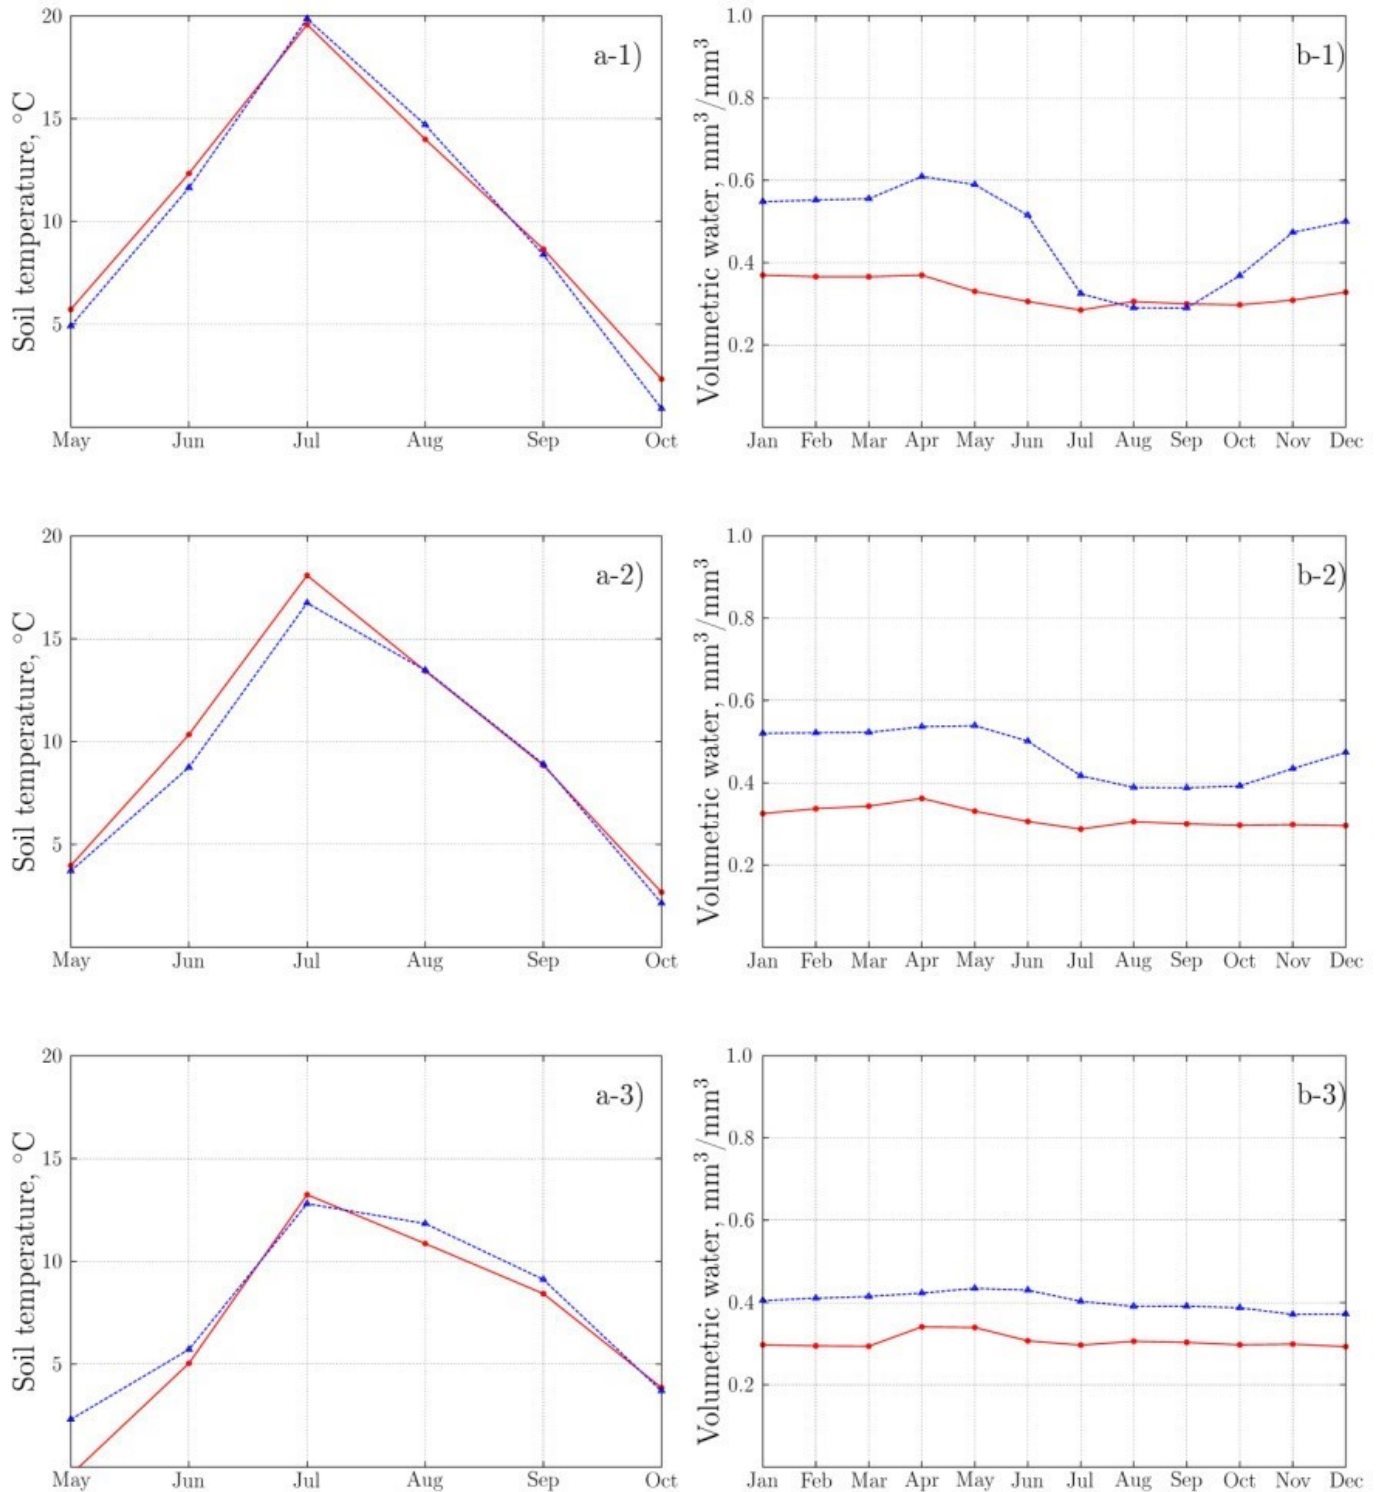 20
15
10
5
Soil temperature, °C
a-1)
May Jun Jul Aug Sep Oct
1.0
0.8
0.6
0.4
0.2
Volumetric water, mm³/mm³
b-1)
Jan Feb Mar Apr May Jun Jul Aug Sep Oct Nov Dec
20
15
10
5
Soil temperature, °C
a-2)
May Jun Jul Aug Sep Oct
1.0
0.8
0.6
0.4
0.2
Volumetric water, mm³/mm³
b-2)
Jan Feb Mar Apr May Jun Jul Aug Sep Oct Nov Dec
20
15
10
5
Soil temperature, °C
a-3)
May Jun Jul Aug Sep Oct
1.0
0.8
0.6
0.4
0.2
Volumetric water, mm³/mm³
b-3)
Jan Feb Mar Apr May Jun Jul Aug Sep Oct Nov Dec